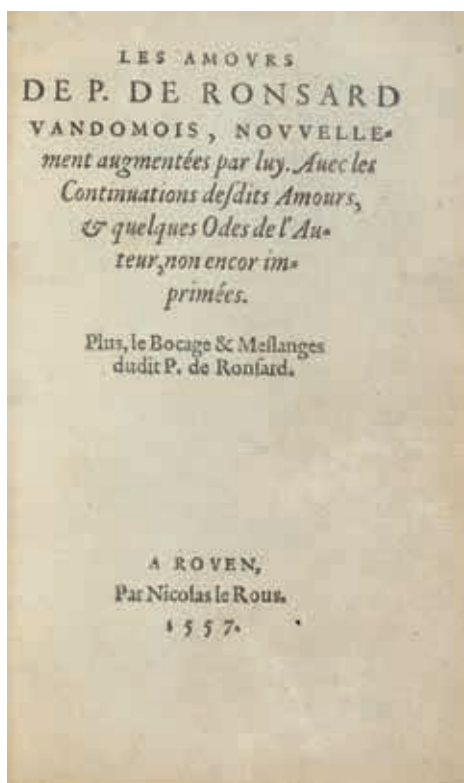 LES AMOVRS
DE P. DE RONSARD
VANDOMOIS, NOVVELLE-
ment augmentées par luy. Auec les
Continuations deſdits Amours,
& quelques Odes de l'Au-
teur, non encor im-
primées.
Plus, le Bocage & Meſlanges
dudit P. de Ronſard.
A ROVEN,
Par Nicolas le Rous.
1557.